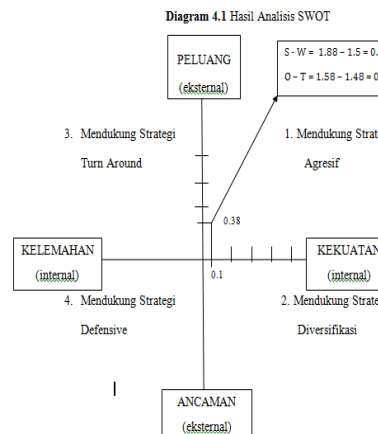 Diagram 4.1 Hasil Analisis SWOT
PELUANG
(eksternal)
S - W = 1.88 – 1.5 = 0.
O – T = 1.58 – 1.48 = 0
3. Mendukung Strategi
Turn Around
1. Mendukung Strate
Agresif
0.38
KELEMAHAN
(internal)
KEKUATAN
(internal)
0.1
4. Mendukung Strategi
Defensive
2. Mendukung Strate
Diversifikasi
ANCAMAN
(eksternal)